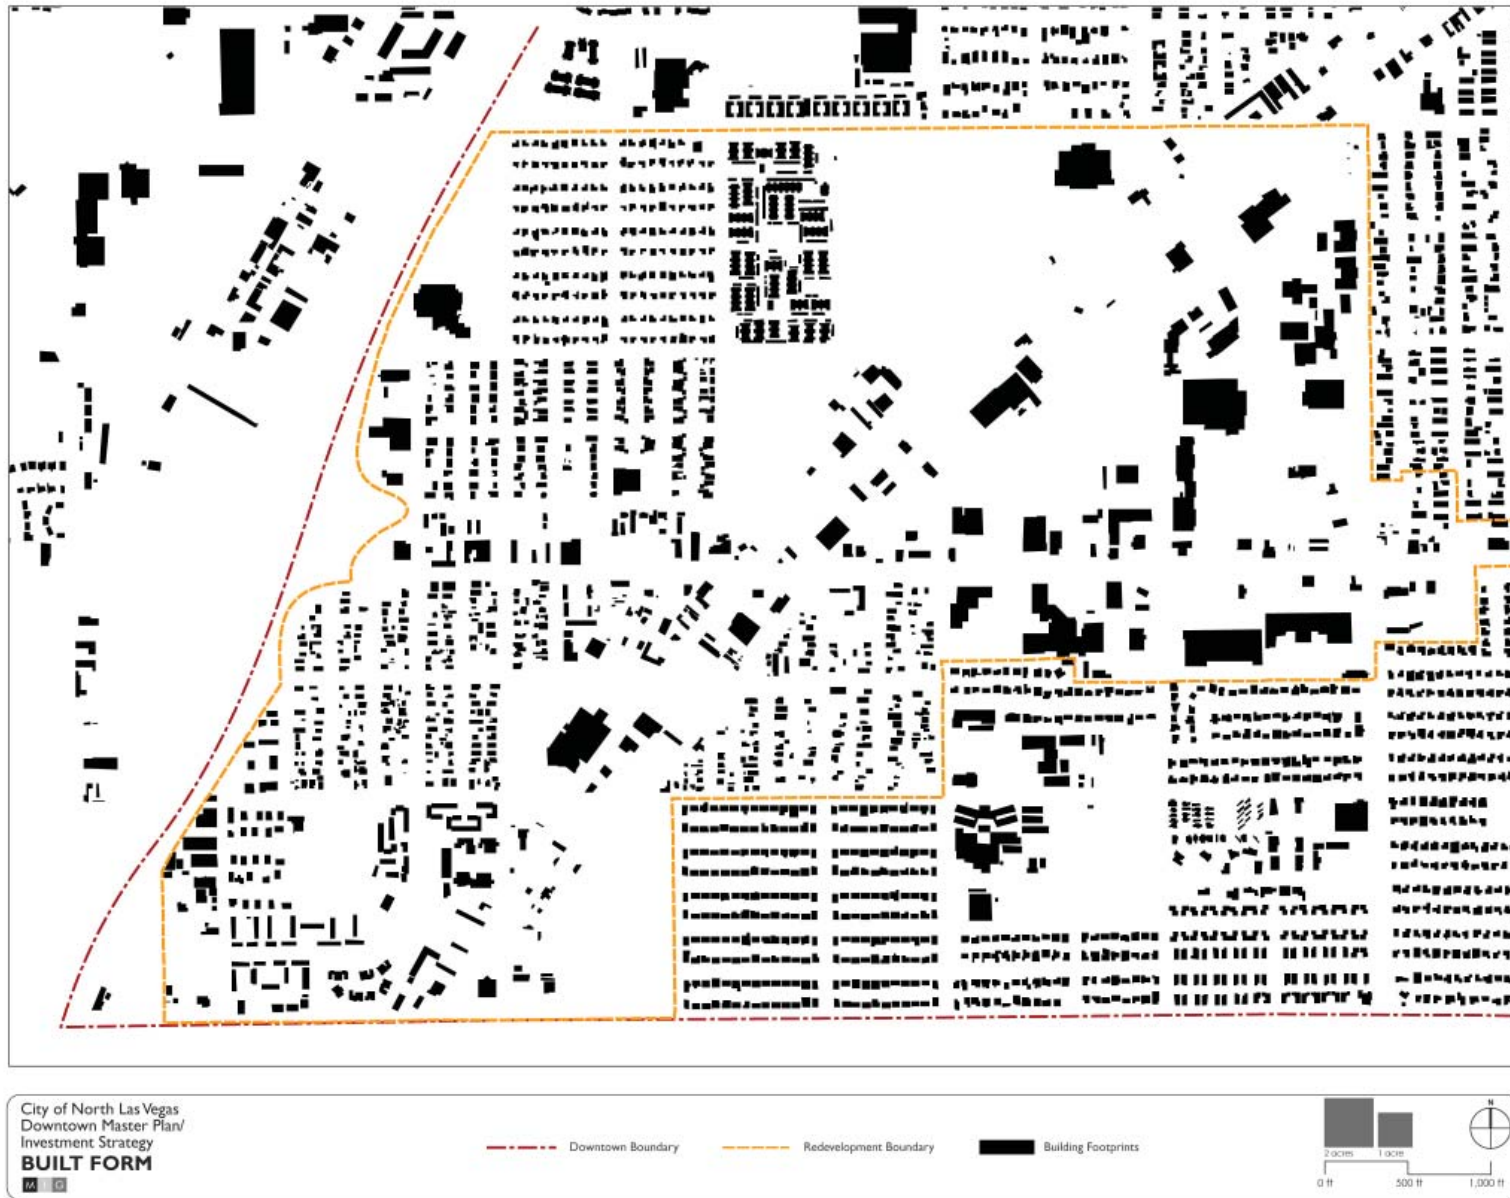 City of North Las Vegas
Downtown Master Plan/
Investment Strategy
BUILT FORM
M I G
Downtown Boundary
Redevelopment Boundary
Building Footprints
2 acres 1 acre
0 ft 500 ft 1,000 ft
N